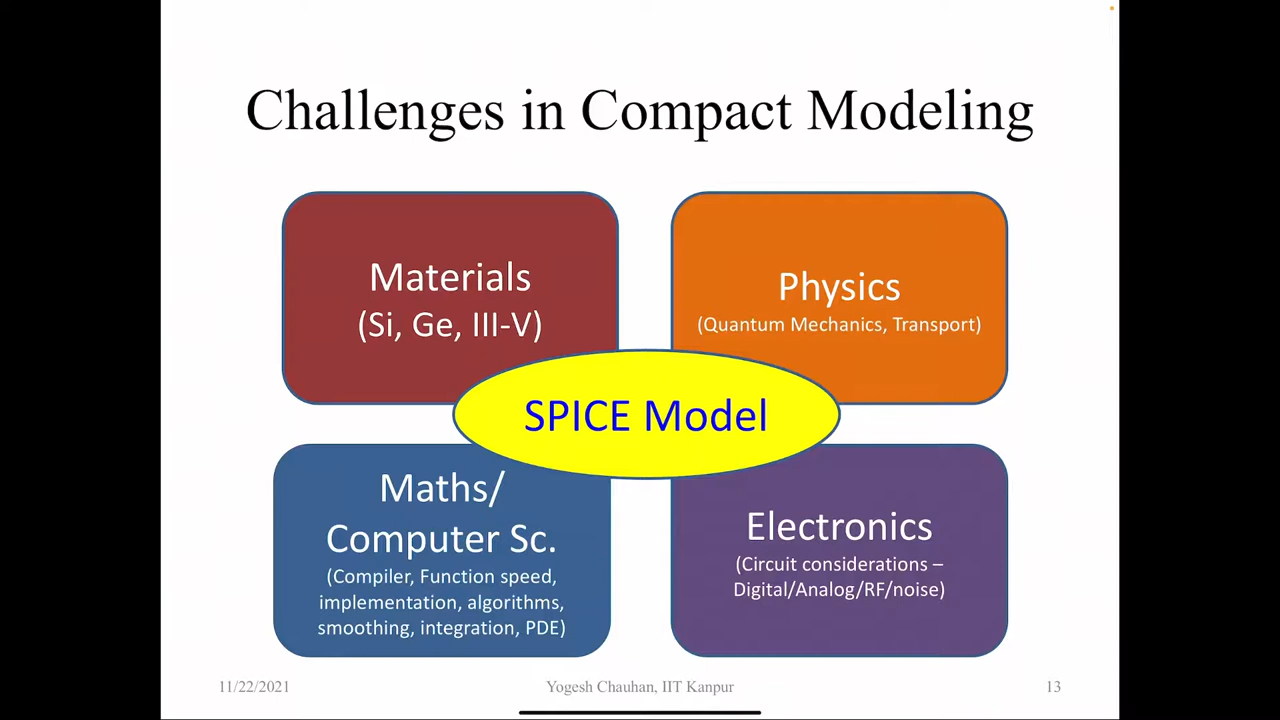 Challenges in Compact Modeling
Materials
(Si, Ge, III-V)
Physics
(Quantum Mechanics, Transport)
SPICE Model
Maths/
Computer Sc.
(Compiler, Function speed,
implementation, algorithms,
smoothing, integration, PDE)
Electronics
(Circuit considerations –
Digital/Analog/RF/noise)
11/22/2021
Yogesh Chauhan, IIT Kanpur
13